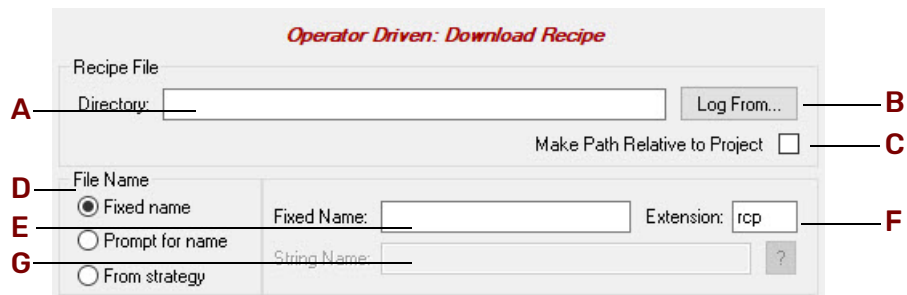 Operator Driven: Download Recipe
Recipe File
A Directory: Log From... B
Make Path Relative to Project C
D File Name
Fixed name
E Fixed Name: Extension: rcp F
Prompt for name
G String Name: ?
From strategy